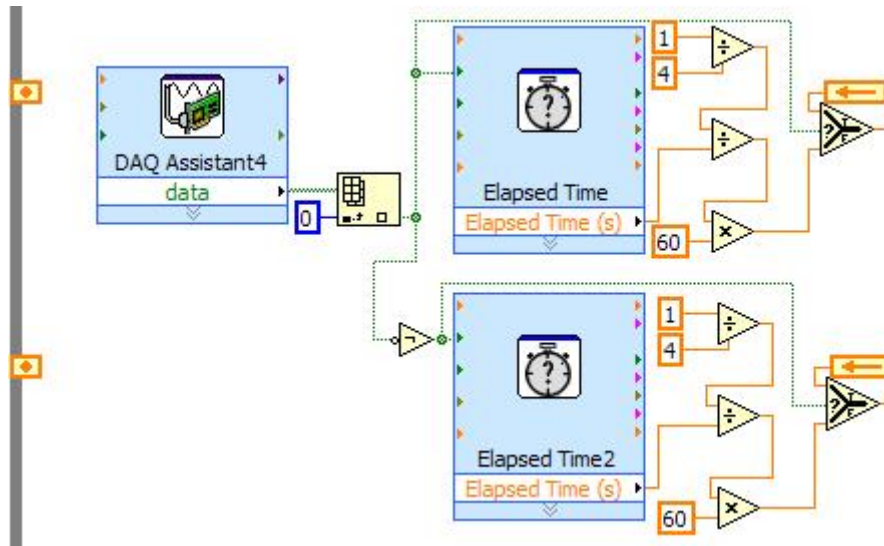 DAQ Assistant4
data
0
Elapsed Time
Elapsed Time (s)
1
4
÷
÷
60
×
?
T
F
¬
Elapsed Time2
Elapsed Time (s)
1
4
÷
÷
60
×
?
T
F